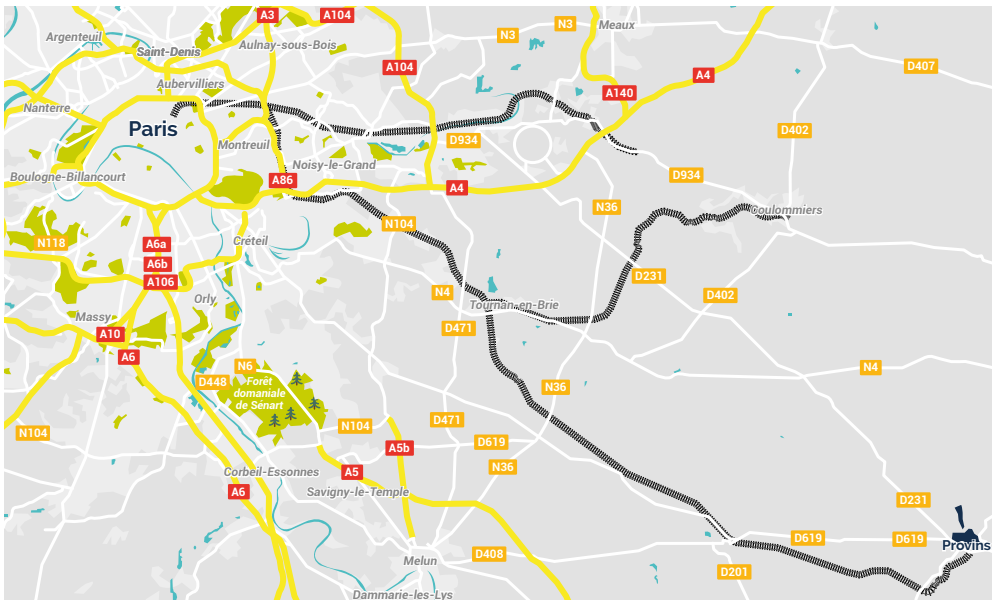 A3
A104
N3
N3
Meaux
Argenteuil
Aulnay-sous-Bois
Saint-Denis
A104
D407
A4
Aubervilliers
A140
Nanterre
Paris
D402
Montreuil
D934
Noisy-le-Grand
Boulogne-Billancourt
A86
A4
D934
N36
Coulommiers
N104
N118
A6a
Créteil
A6b
D231
A106
N4
D402
Orly
Tournan-en-Brie
Massy
D471
A10
A6
N6
N4
D448
Forêt
domaniale
de Sénart
N36
D471
N104
N104
D619
A5b
N36
Corbeil-Essonnes
A5
A6
Savigny-le-Temple
D231
D619
D619
Provins
D408
Melun
D201
Dammarie-les-Lys